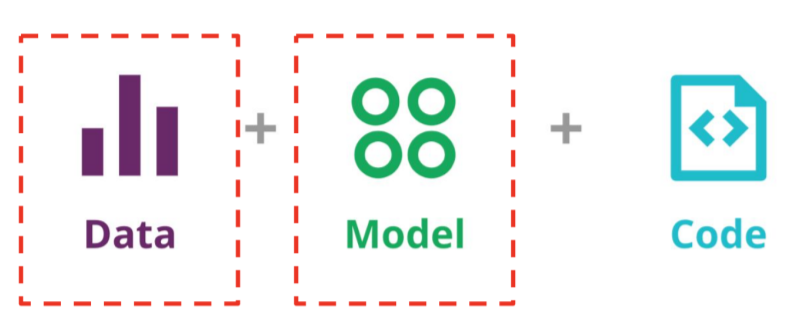 Data
+
Model
+
Code